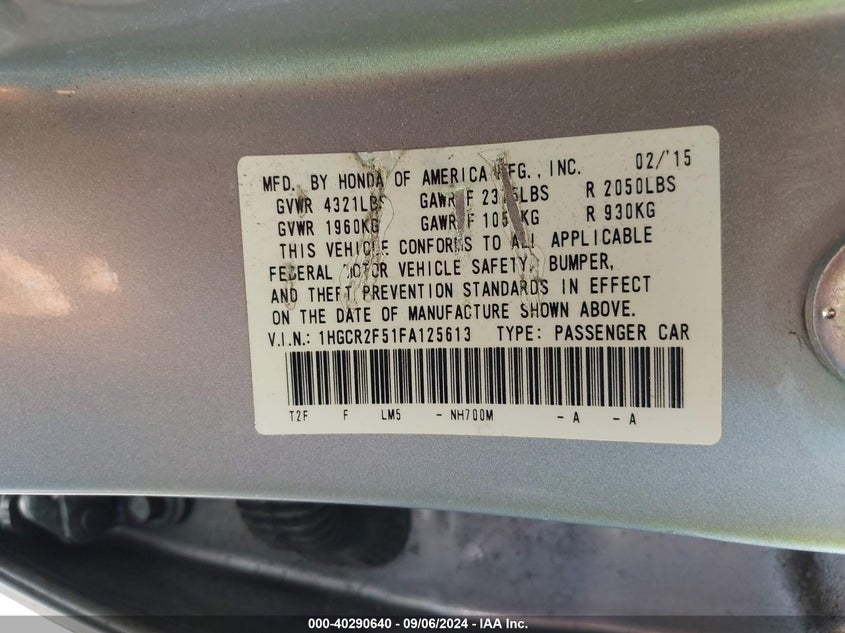 MFD. BY HONDA OF AMERICA MFG., INC. 02/'15
GVWR 4321LBS GAWR F LBS R 2050LBS
GVWR 1960KG GAWR F KG R 930KG
THIS VEHICLE CONFORMS TO ALL APPLICABLE
FEDERAL MOTOR VEHICLE SAFETY, BUMPER,
AND THEFT PREVENTION STANDARDS IN EFFECT
ON THE DATE OF MANUFACTURE SHOWN ABOVE.
V.I.N.: 1HGCR2F51FA125613 TYPE: PASSENGER CAR
T2F F LM5 - NH700M - A - A
000-40290640 - 09/06/2024 - IAA Inc.